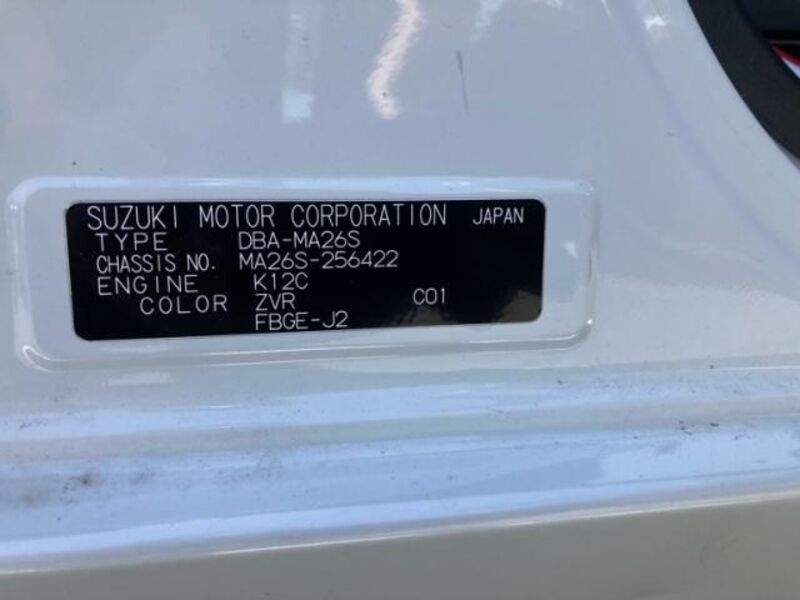 SUZUKI MOTOR CORPORATION JAPAN
TYPE DBA-MA26S
CHASSIS NO. MA26S-256422
ENGINE K12C
COLOR ZVR C01
FBGE-J2